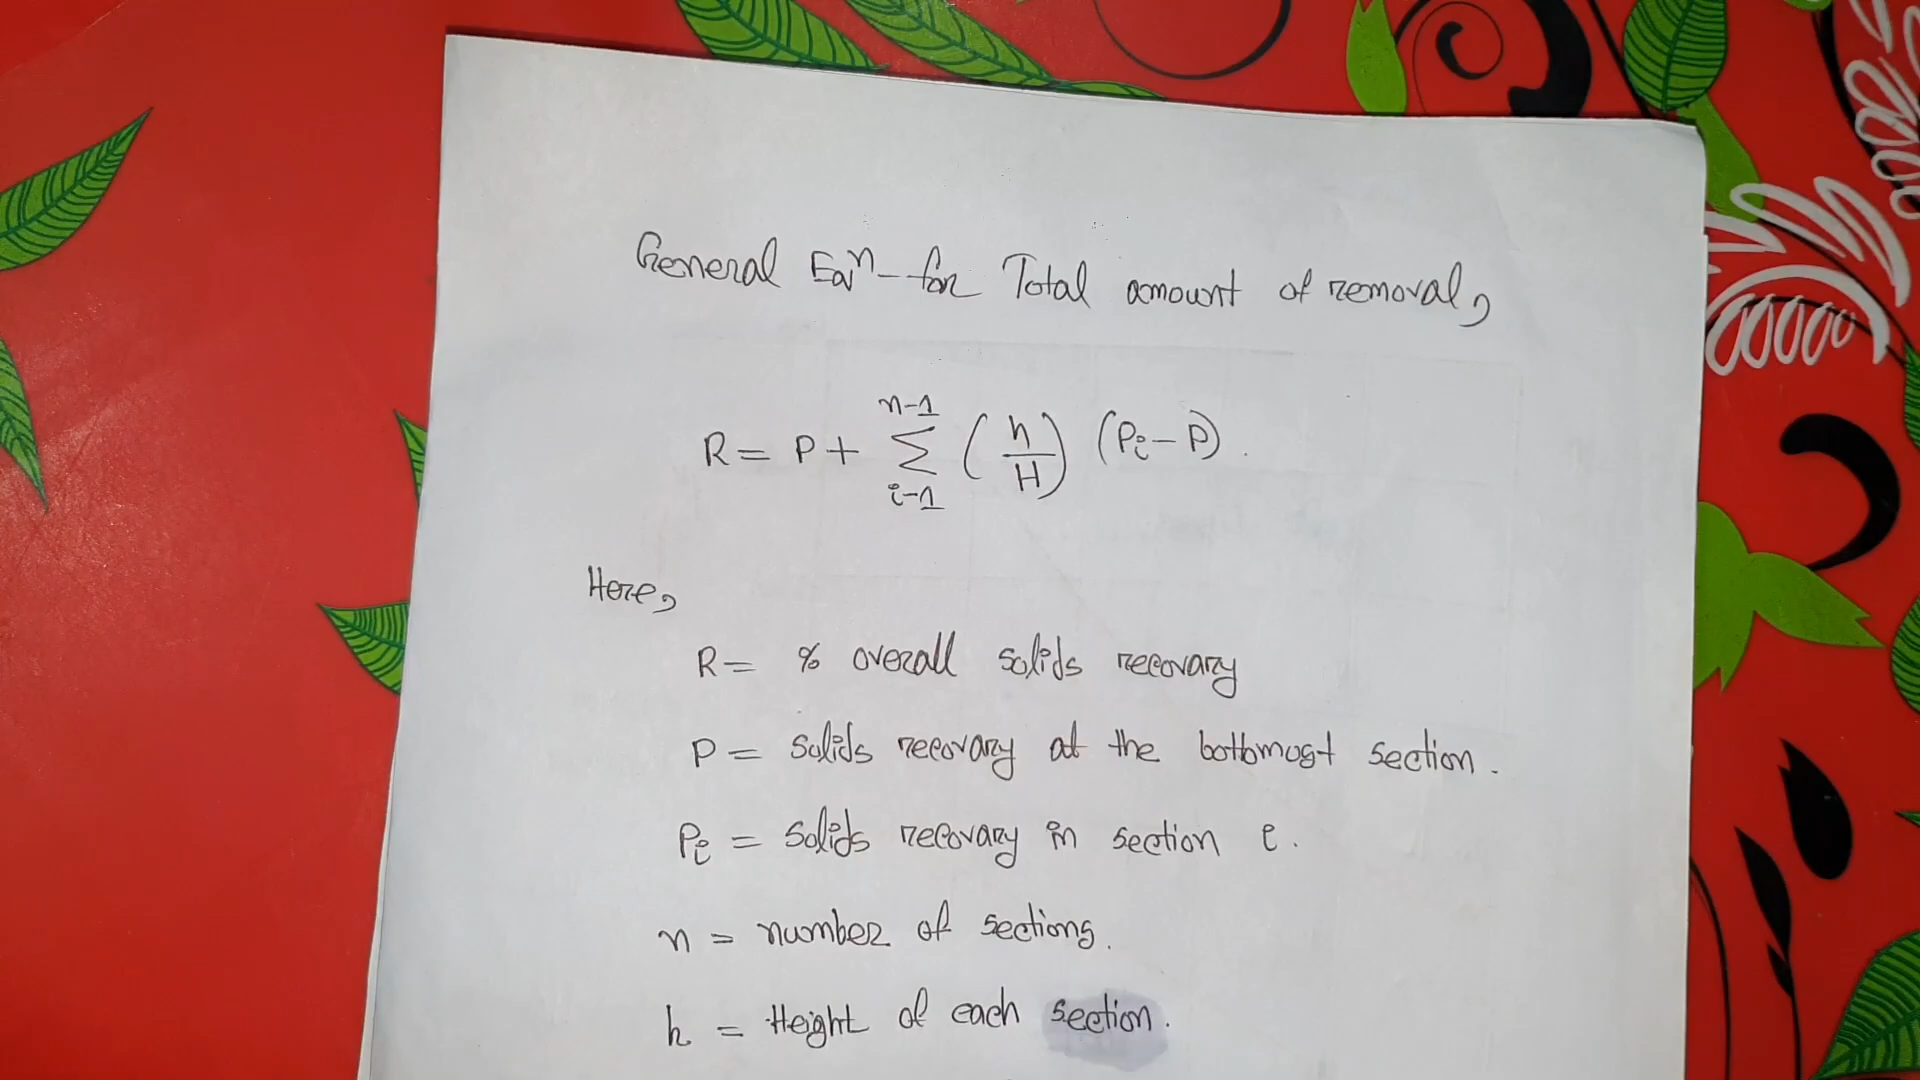 General Eqn for Total amount of removal,
R = P + n-1 Σ i-1 (h/H) (Pi - P).
Here,
R = % overall solids recovary
P = solids recovary at the bottomost section.
Pi = solids recovary in section i.
n = number of sections.
h = Height of each section.